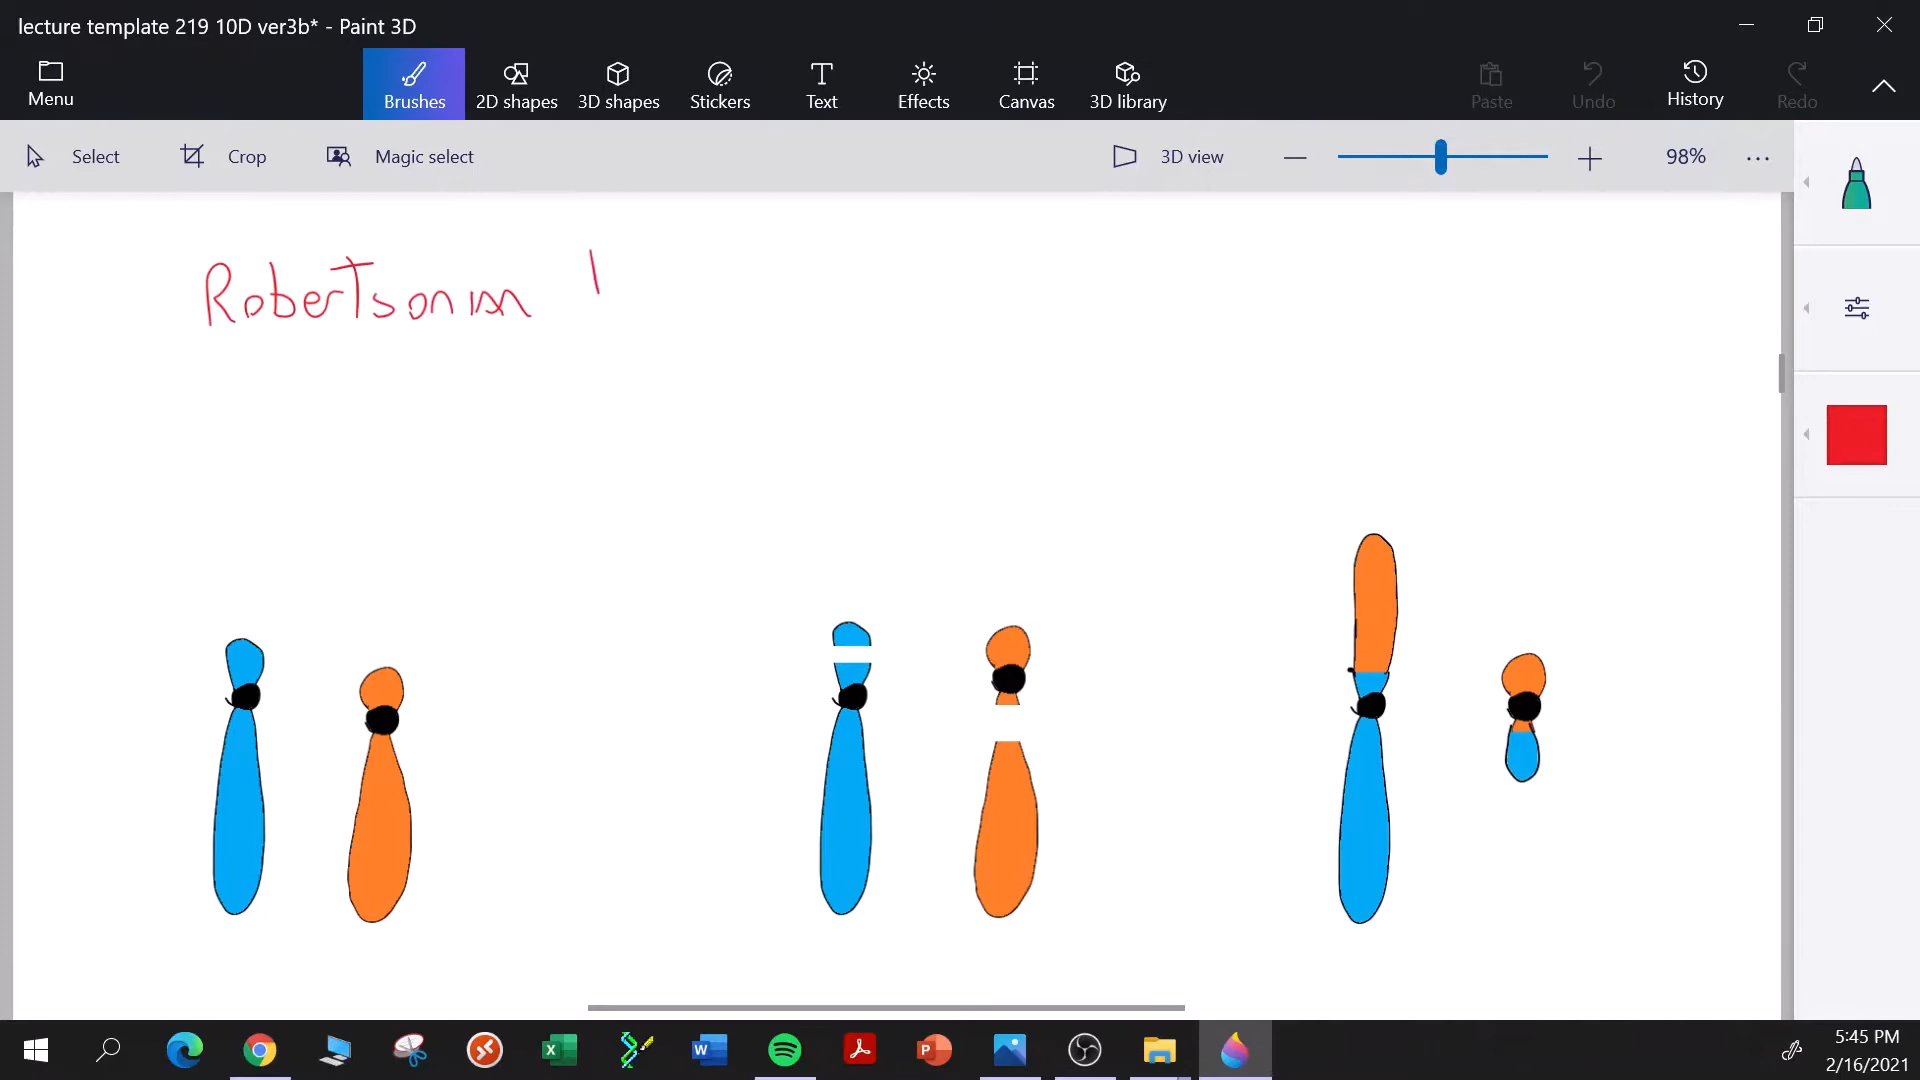 lecture template 219 10D ver3b* - Paint 3D
Menu
Brushes
2D shapes
3D shapes
Stickers
Text
Effects
Canvas
3D library
Paste
Undo
History
Redo
Select
Crop
Magic select
3D view
98%
Robertsonian
5:45 PM
2/16/2021